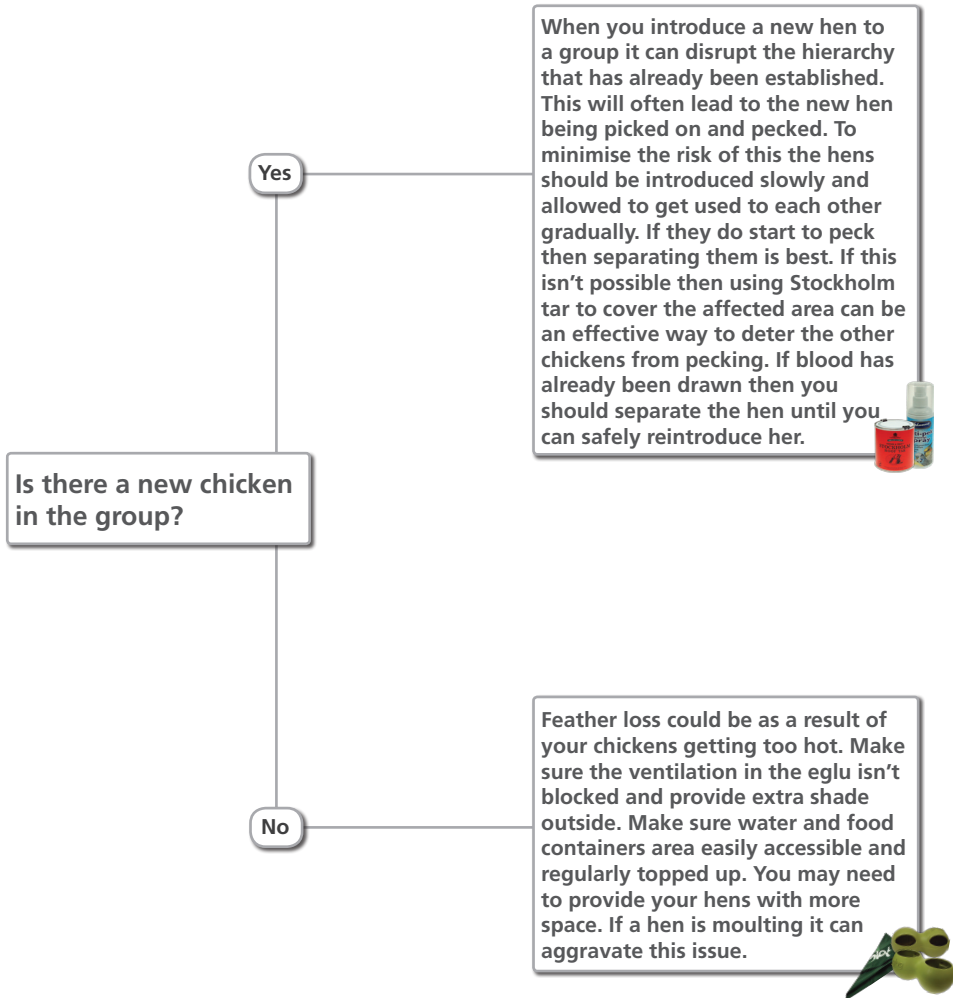 When you introduce a new hen to
a group it can disrupt the hierarchy
that has already been established.
This will often lead to the new hen
being picked on and pecked. To
minimise the risk of this the hens
should be introduced slowly and
allowed to get used to each other
gradually. If they do start to peck
then separating them is best. If this
isn’t possible then using Stockholm
tar to cover the affected area can be
an effective way to deter the other
chickens from pecking. If blood has
already been drawn then you
should separate the hen until you
can safely reintroduce her.
Yes
Is there a new chicken
in the group?
No
Feather loss could be as a result of
your chickens getting too hot. Make
sure the ventilation in the eglu isn’t
blocked and provide extra shade
outside. Make sure water and food
containers area easily accessible and
regularly topped up. You may need
to provide your hens with more
space. If a hen is moulting it can
aggravate this issue.